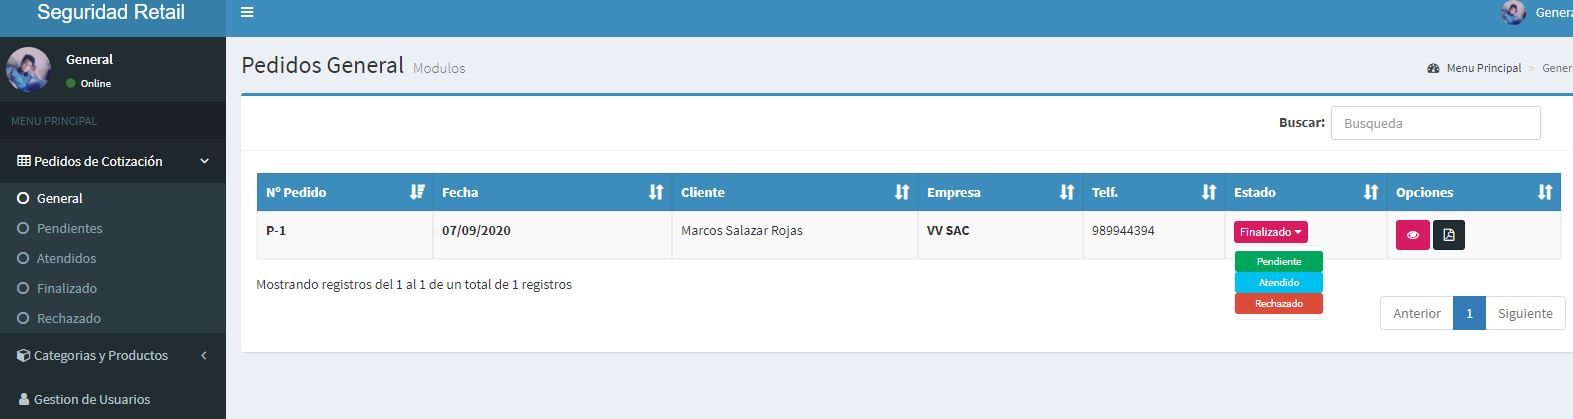 Seguridad Retail
Genera
General
Online
Pedidos General Modulos
Menu Principal > Genera
MENU PRINCIPAL
Buscar: Busqueda
Pedidos de Cotización
General
Pendientes
Atendidos
Finalizado
Rechazado
Categorias y Productos
Gestion de Usuarios
Nº Pedido Fecha Cliente Empresa Telf. Estado Opciones
P-1 07/09/2020 Marcos Salazar Rojas VV SAC 989944394 Finalizado
Pendiente
Atendido
Rechazado
Mostrando registros del 1 al 1 de un total de 1 registros
Anterior 1 Siguiente